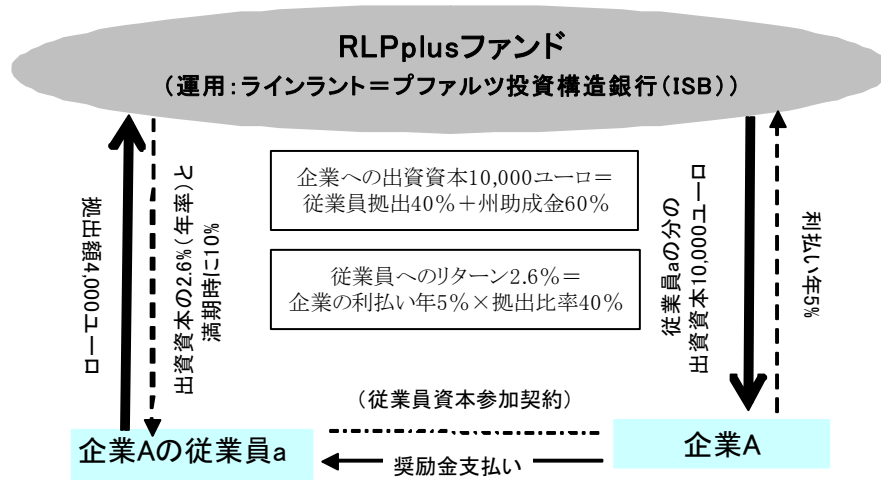 RLPplusファンド
（運用：ラインラント＝プファルツ投資構造銀行（ISB））
企業への出資資本10,000ユーロ＝
従業員拠出40％＋州助成金60％
従業員へのリターン2.6％＝
企業の利払い年5％×拠出比率40％
拠出額4,000ユーロ
出資資本の2.6％（年率）と
満期時に10％
従業員aの分の
出資資本10,000ユーロ
利払い年5％
（従業員資本参加契約）
企業Aの従業員a
奨励金支払い
企業A